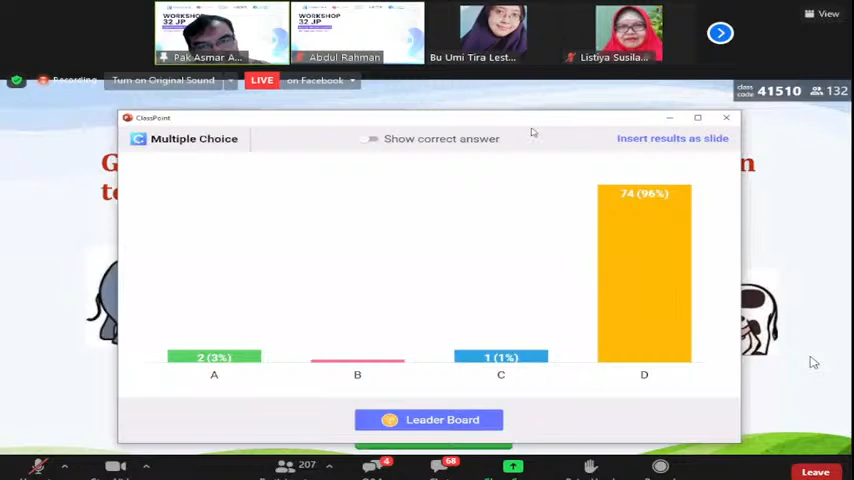 WORKSHOP
32 JP
WORKSHOP
32 JP
Pak Asmar A...
Abdul Rahman
Bu Umi Tira Lest...
Listiya Susila...
View
Recording
Turn on Original Sound
LIVE
on Facebook
class code 41510 132
ClassPoint
Multiple Choice
Show correct answer
Insert results as slide
G
n
to
74 (96%)
2 (3%)
1 (1%)
A
B
C
D
Leader Board
207
4
68
Leave